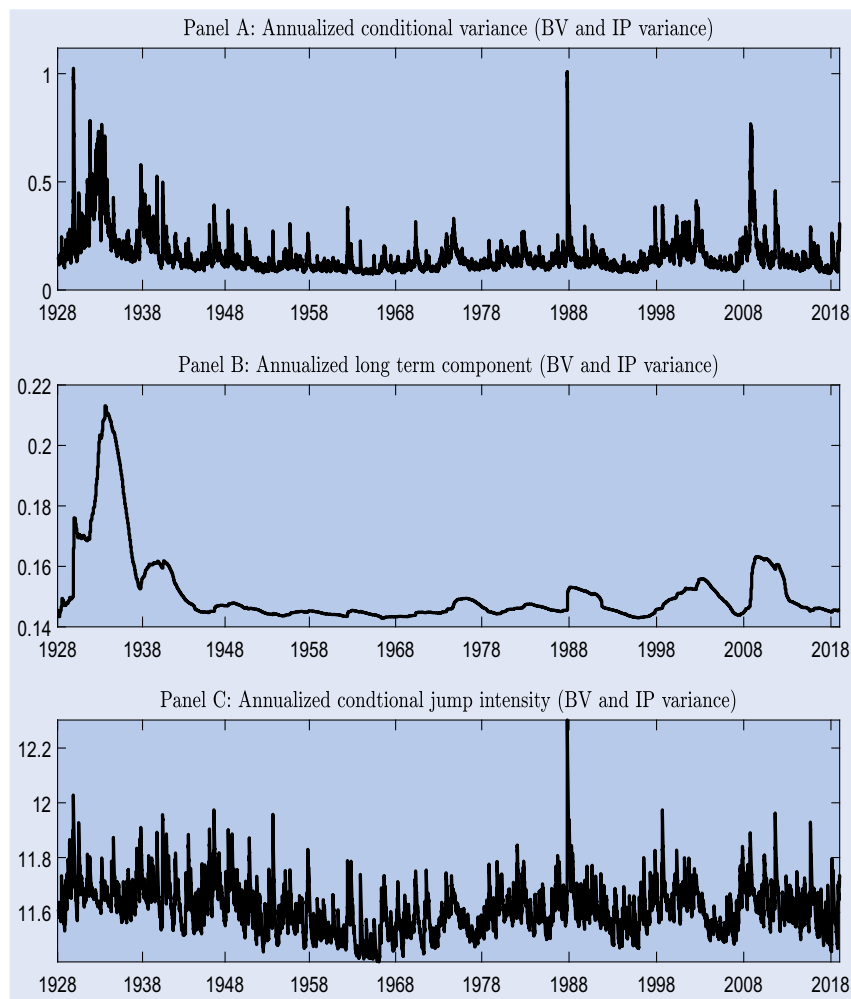 Panel A: Annualized conditional variance (BV and IP variance)
1
0.5
0
1928 1938 1948 1958 1968 1978 1988 1998 2008 2018
Panel B: Annualized long term component (BV and IP variance)
0.22
0.2
0.18
0.16
0.14
1928 1938 1948 1958 1968 1978 1988 1998 2008 2018
Panel C: Annualized condtional jump intensity (BV and IP variance)
12.2
12
11.8
11.6
1928 1938 1948 1958 1968 1978 1988 1998 2008 2018